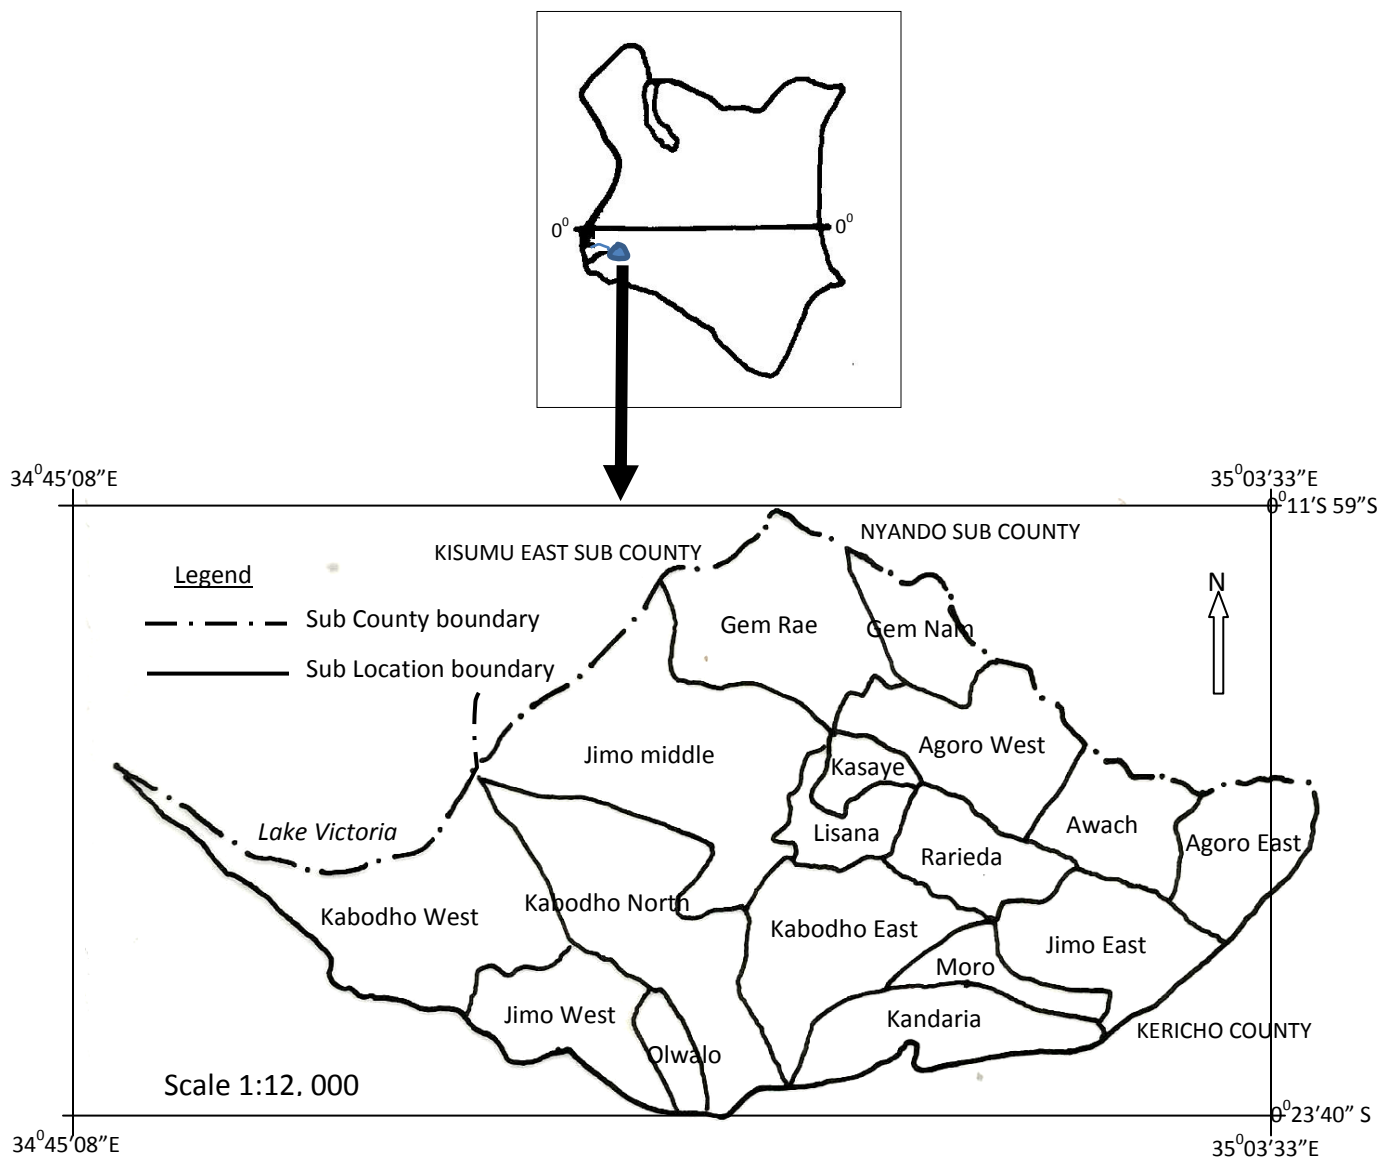 0⁰ 0⁰
34⁰45'08"E 35⁰03'33"E
0⁰11'S 59"S
NYANDO SUB COUNTY
KISUMU EAST SUB COUNTY
Legend
N
Sub County boundary
Gem Rae Gem Nam
Sub Location boundary
Jimo middle Agoro West
Kasaye
Lake Victoria Lisana Awach
Agoro East
Rarieda
Kabodho North
Kabodho West Kabodho East
Jimo East
Moro
Jimo West Kandaria
KERICHO COUNTY
Olwalo
Scale 1:12, 000
0⁰23'40" S
34⁰45'08"E 35⁰03'33"E